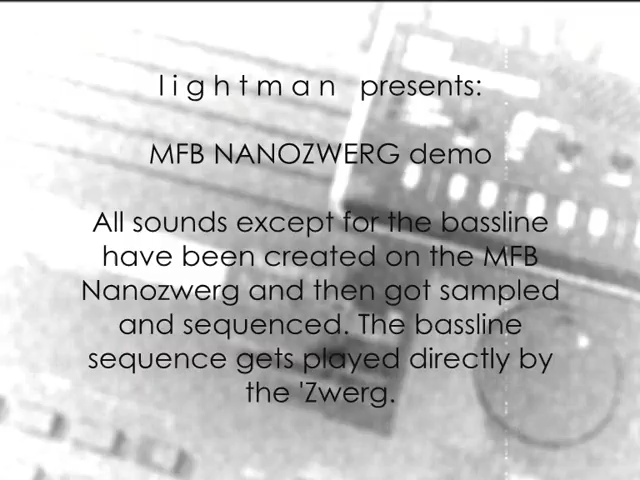 lightman presents:
MFB NANOZWERG demo
All sounds except for the bassline
have been created on the MFB
Nanozwerg and then got sampled
and sequenced. The bassline
sequence gets played directly by
the 'Zwerg.